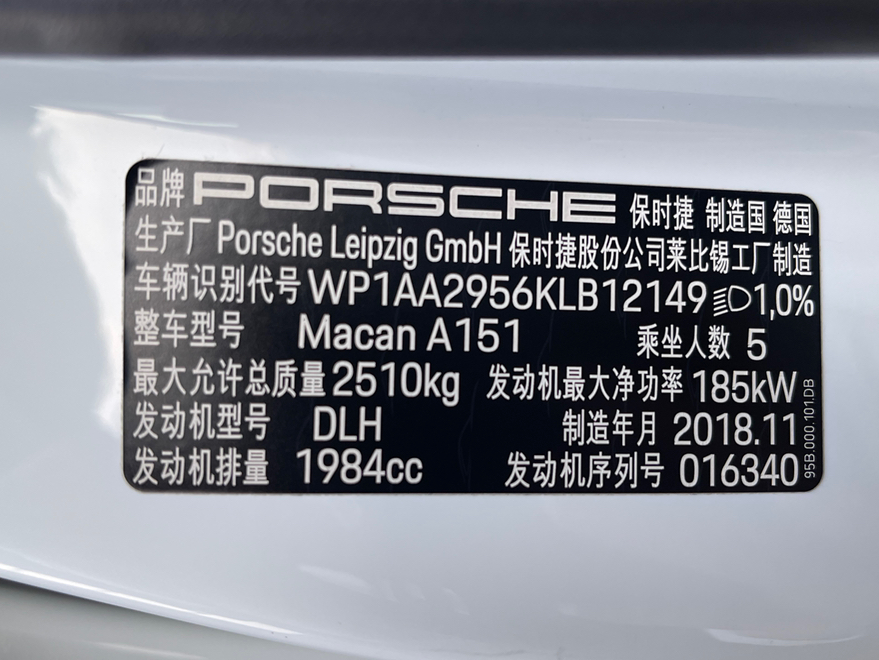 品牌 PORSCHE 保时捷 制造国 德国
生产厂 Porsche Leipzig GmbH 保时捷股份公司莱比锡工厂制造
车辆识别代号 WP1AA2956KLB12149 1,0%
整车型号 Macan A151 乘坐人数 5
最大允许总质量 2510kg 发动机最大净功率 185kW
发动机型号 DLH 制造年月 2018.11
发动机排量 1984cc 发动机序列号 016340
95B.000.101.DB